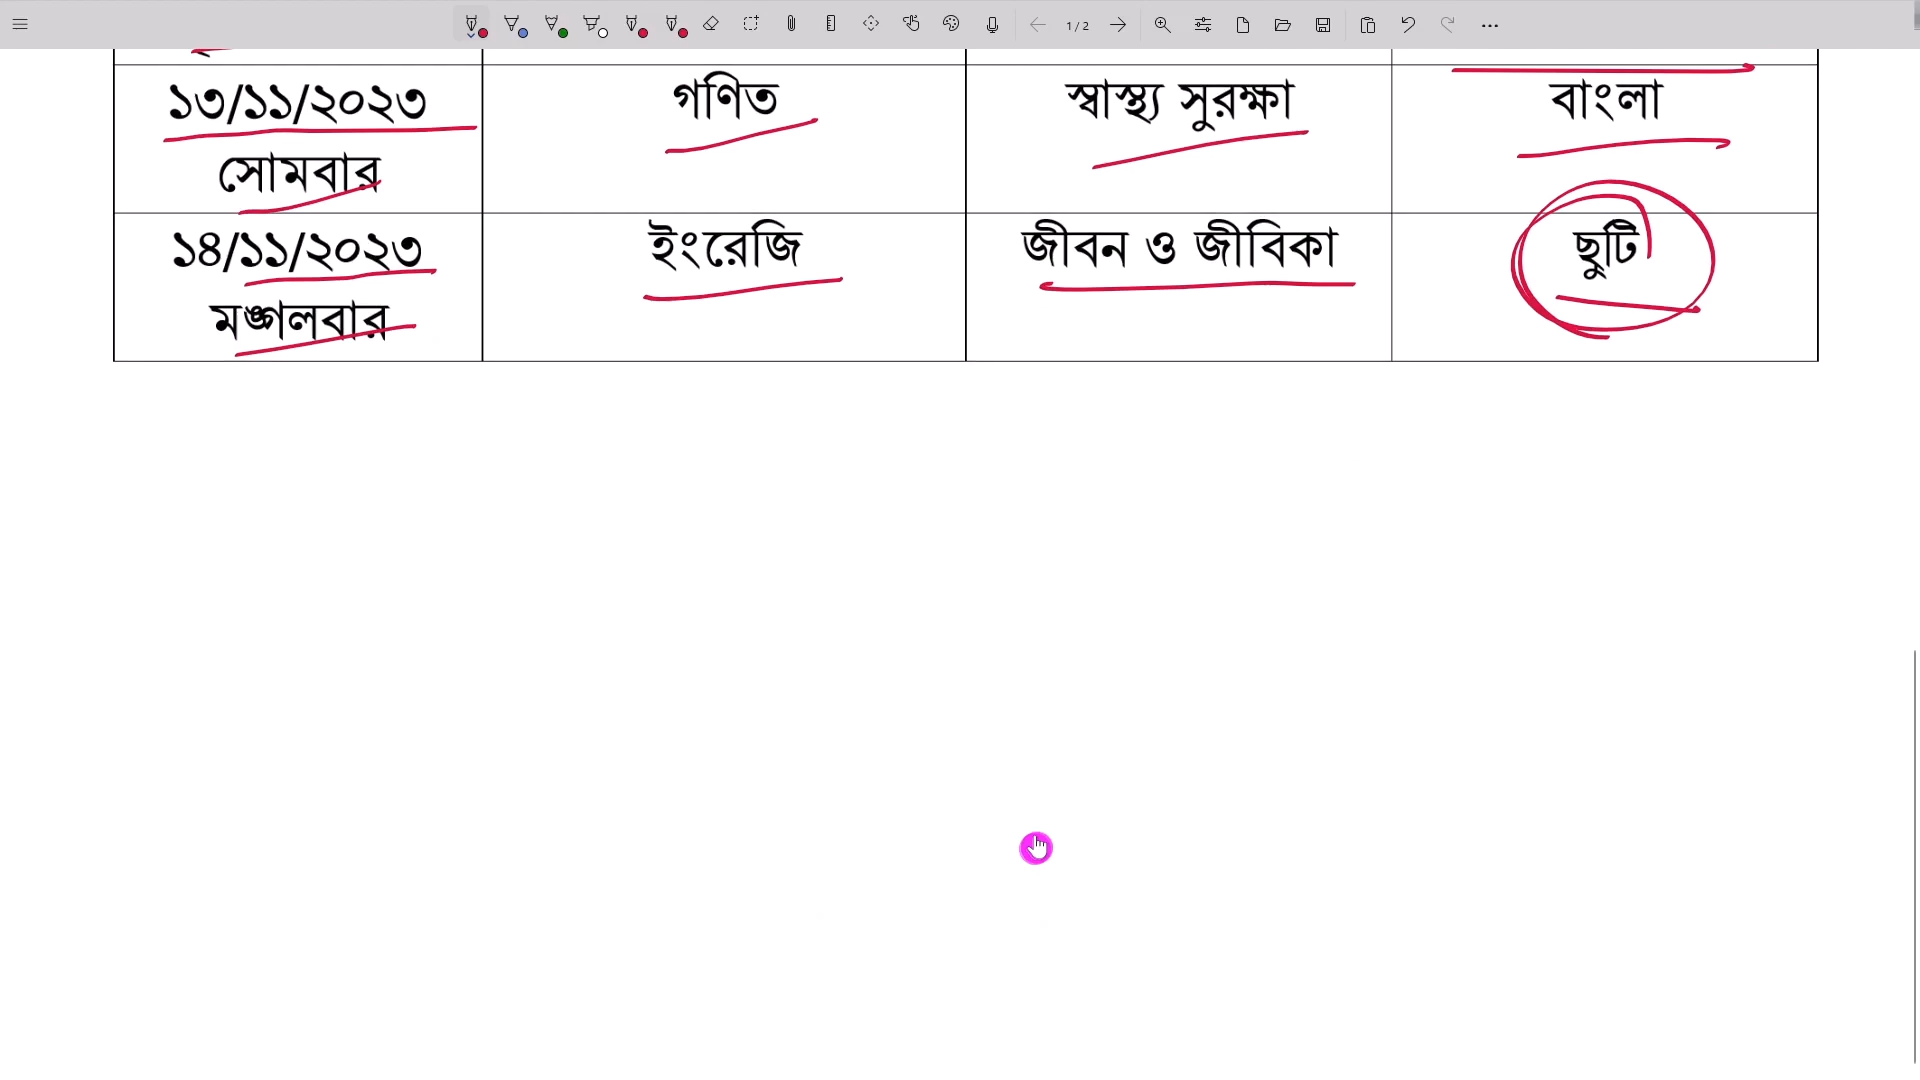 1 / 2
১৩/১১/২০২৩ গণিত স্বাস্থ্য সুরক্ষা বাংলা
সোমবার
১৪/১১/২০২৩ ইংরেজি জীবন ও জীবিকা ছুটি
মঙ্গলবার